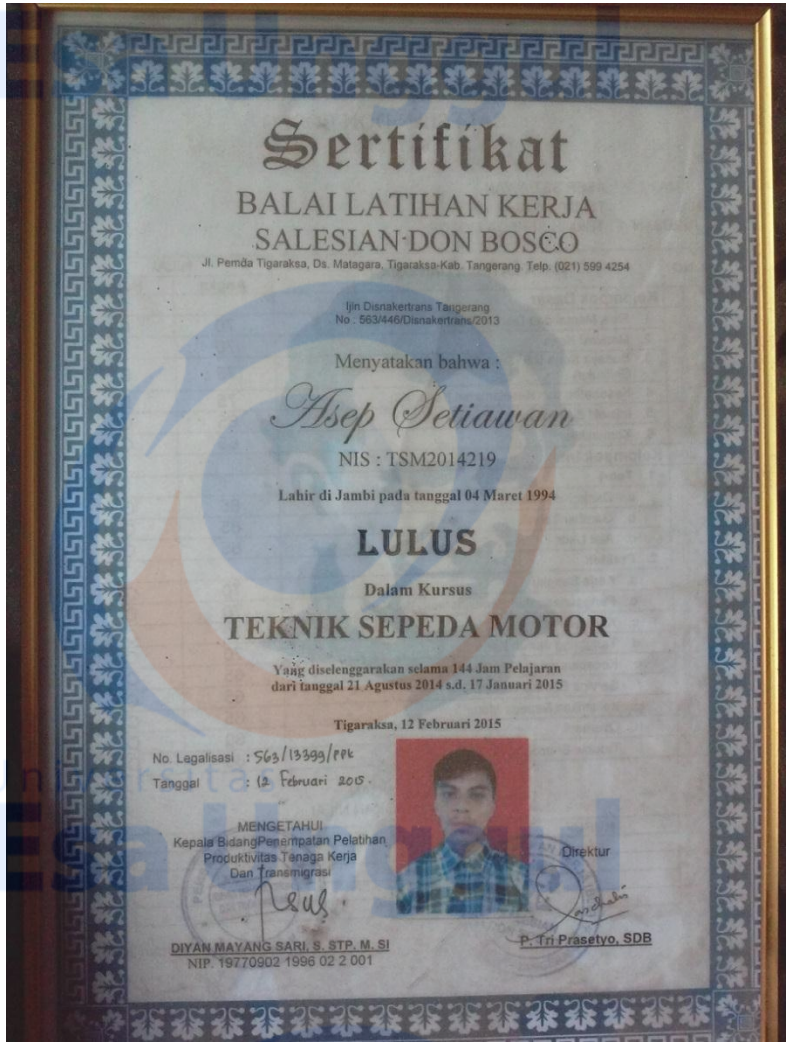 Sertifikat
BALAI LATIHAN KERJA
SALESIAN DON BOSCO
Jl. Pemda Tigaraksa, Ds. Matagara, Tigaraksa-Kab. Tangerang Telp. (021) 599 4254
Ijin Disnakertrans Tangerang
No : 563/446/Disnakertrans/2013
Menyatakan bahwa :
Asep Setiawan
NIS : TSM2014219
Lahir di Jambi pada tanggal 04 Maret 1994
LULUS
Dalam Kursus
TEKNIK SEPEDA MOTOR
Yang diselenggarakan selama 144 Jam Pelajaran
dari tanggal 21 Agustus 2014 s.d. 17 Januari 2015
Tigaraksa, 12 Februari 2015
No. Legalisasi : 563/13399/PPK
Tanggal : 12 Februari 2015.
MENGETAHUI
Kepala BidangPenempatan Pelatihan
Produktivitas Tenaga Kerja
Dan Transmigrasi
DIYAN MAYANG SARI, S. STP. M. SI
NIP. 19770902 1996 02 2 001
Direktur
P. Tri Prasetyo, SDB
Esa Unggul
Universitas
Esa Unggul